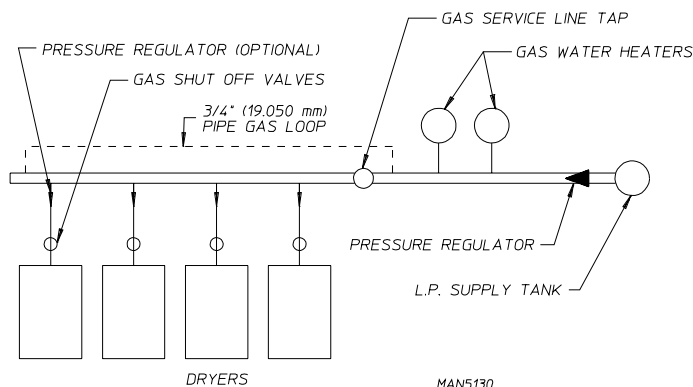 GAS SERVICE LINE TAP
PRESSURE REGULATOR (OPTIONAL)
GAS WATER HEATERS
GAS SHUT OFF VALVES
3/4" (19.050 mm)
PIPE GAS LOOP
PRESSURE REGULATOR
L.P. SUPPLY TANK
DRYERS
MAN5130